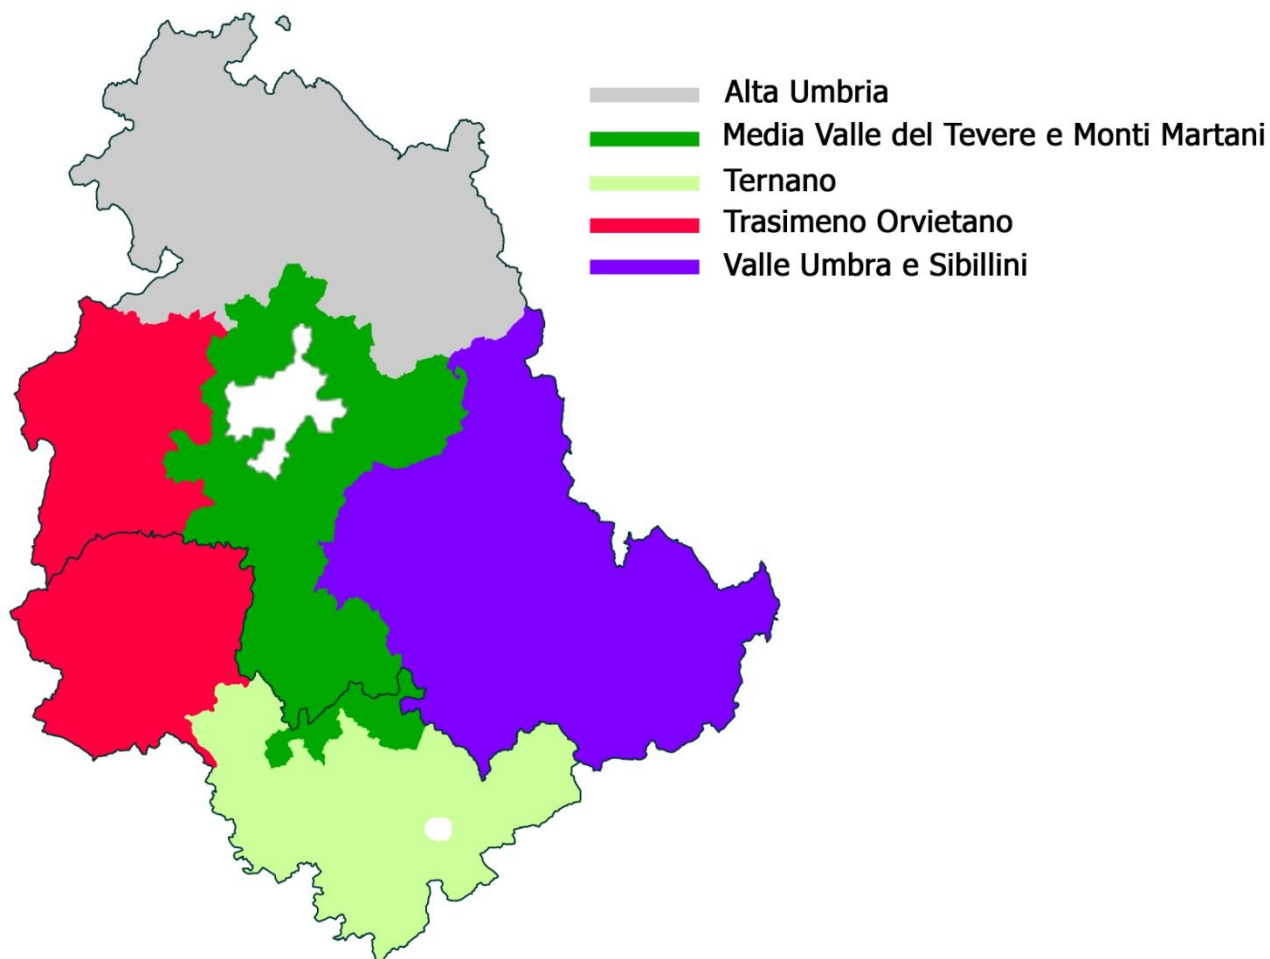 Alta Umbria
Media Valle del Tevere e Monti Martani
Ternano
Trasimeno Orvietano
Valle Umbra e Sibillini